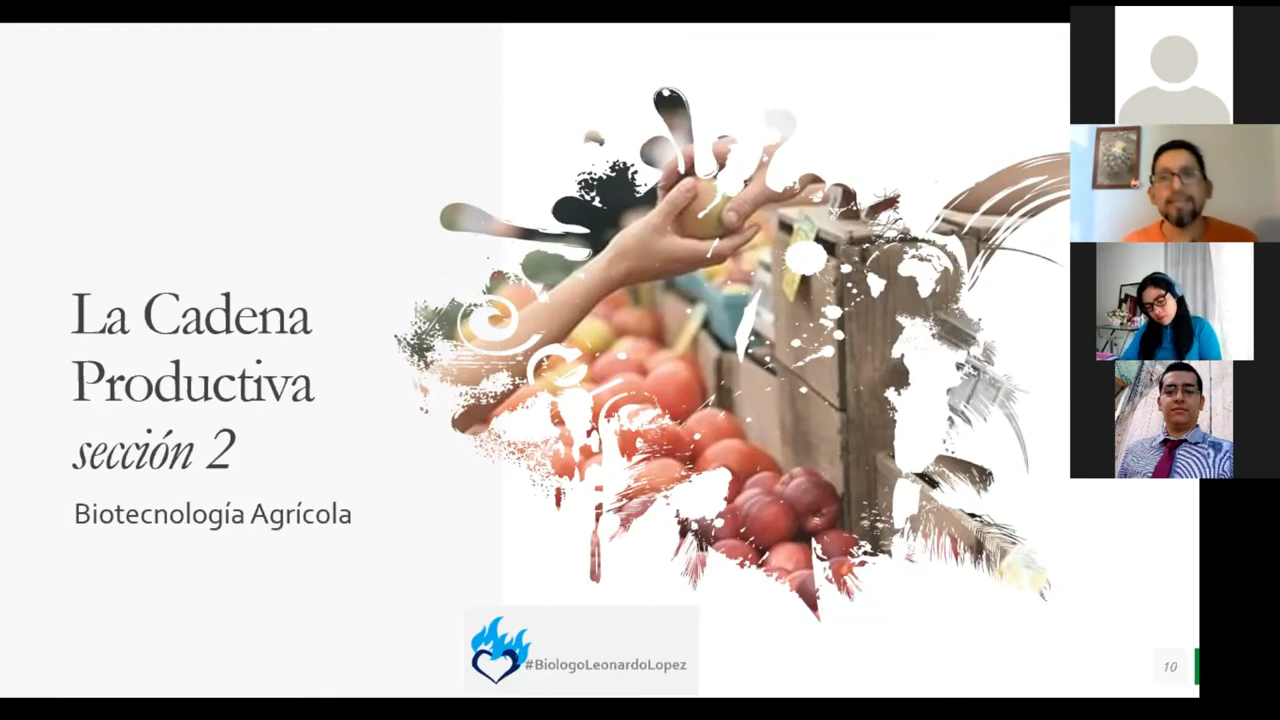 La Cadena
Productiva
sección 2
Biotecnología Agrícola
#BiologoLeonardoLopez
10